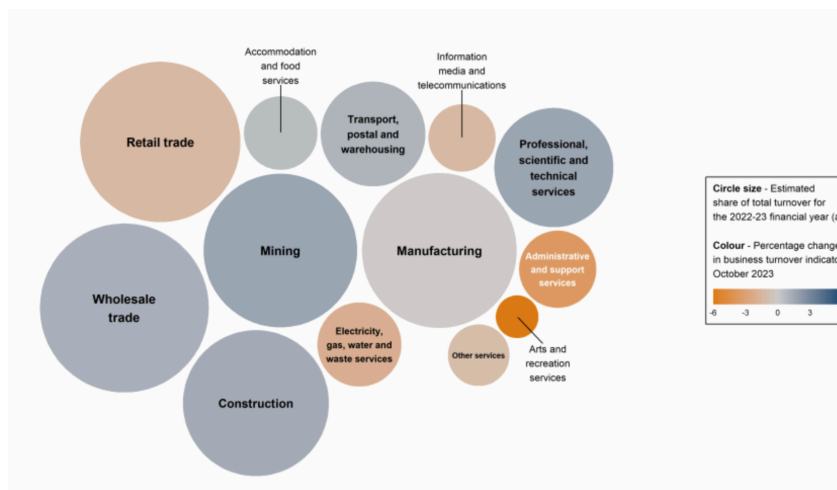 Accommodation
and food
services
Information
media and
telecommunications
Retail trade
Transport,
postal and
warehousing
Professional,
scientific and
technical
services
Mining
Manufacturing
Administrative
and support
services
Wholesale
trade
Electricity,
gas, water and
waste services
Other services
Arts and
recreation
services
Construction
Circle size - Estimated
share of total turnover for
the 2022-23 financial year (a
Colour - Percentage change
in business turnover indicato
October 2023
-6 -3 0 3